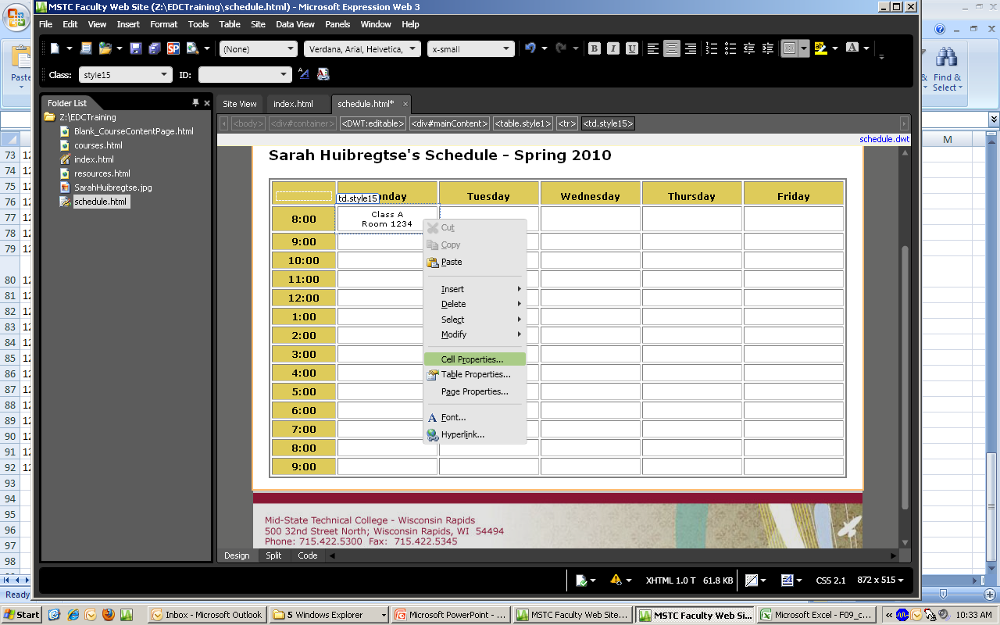 MSTC Faculty Web Site (Z:\EDCTraining\schedule.html) - Microsoft Expression Web 3
File Edit View Insert Format Tools Table Site Data View Panels Window Help
(None) Verdana, Arial, Helvetica, x-small B I U A
Class: style15 ID:
Paste
Find & Select
Folder List
Z:\EDCTraining
Blank_CourseContentPage.html
courses.html
index.html
resources.html
SarahHuibregtse.jpg
schedule.html
Site View index.html schedule.html*
<body> <div#container> <DWT:editable> <div#mainContent> <table.style1> <tr> <td.style15>
schedule.dwt
Sarah Huibregtse's Schedule - Spring 2010
td.style15
nday Tuesday Wednesday Thursday Friday
8:00 Class A
Room 1234
9:00
10:00
11:00
12:00
1:00
2:00
3:00
4:00
5:00
6:00
7:00
8:00
9:00
Cut
Copy
Paste
Insert
Delete
Select
Modify
Cell Properties...
Table Properties...
Page Properties...
Font...
Hyperlink...
Mid-State Technical College - Wisconsin Rapids
500 32nd Street North; Wisconsin Rapids, WI 54494
Phone: 715.422.5300 Fax: 715.422.5345
Design Split Code
XHTML 1.0 T 61.8 KB CSS 2.1 872 x 515
M
73 12
74 12
75 12
76 12
77 12
78 12
79 12
80 12
81 12
82 12
83 12
84 12
85 12
86 12
87 12
88 12
89 12
90 12
91 12
92 12
93
94
95
96
97
98
Ready
Start Inbox - Microsoft Outlook 5 Windows Explorer Microsoft PowerPoint - ... MSTC Faculty Web Site... MSTC Faculty Web Si... Microsoft Excel - F09_c... 10:33 AM